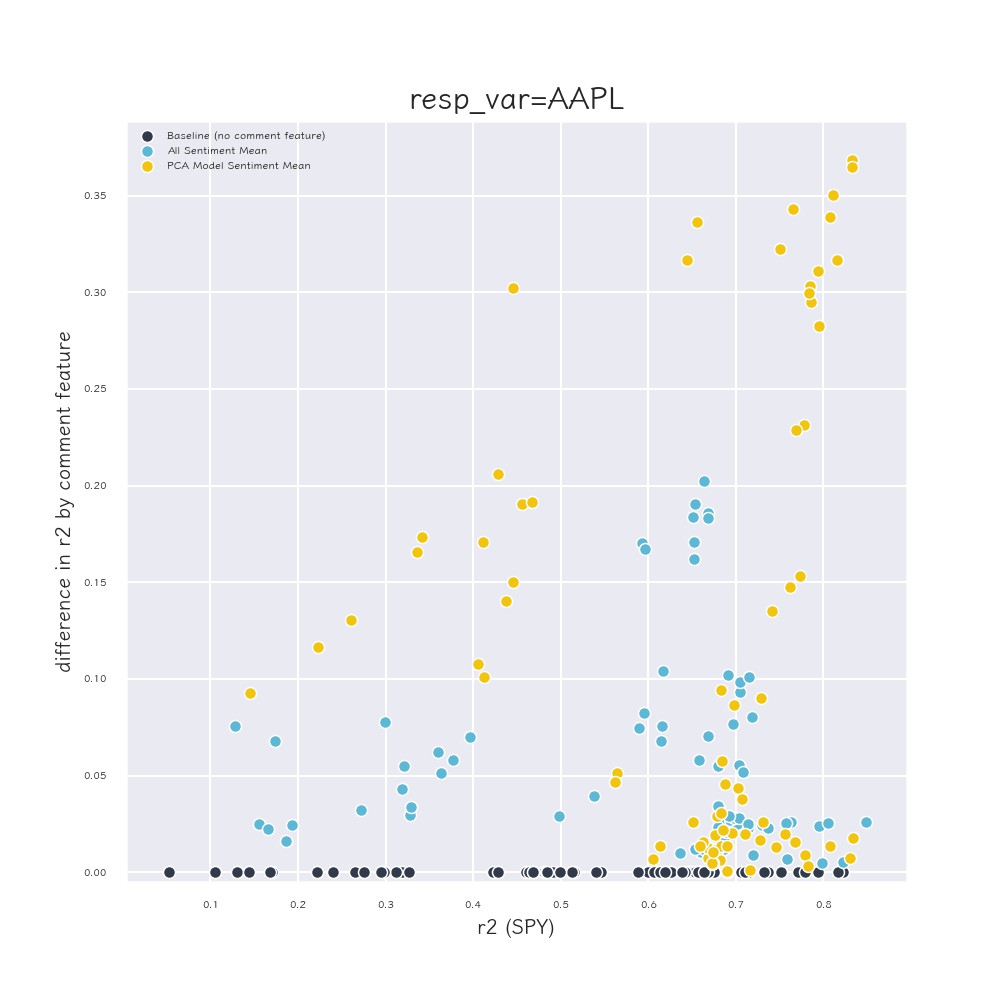 resp_var=AAPL
Baseline (no comment feature)
All Sentiment Mean
PCA Model Sentiment Mean
difference in r2 by comment feature
0.35
0.30
0.25
0.20
0.15
0.10
0.05
0.00
0.1 0.2 0.3 0.4 0.5 0.6 0.7 0.8
r2 (SPY)